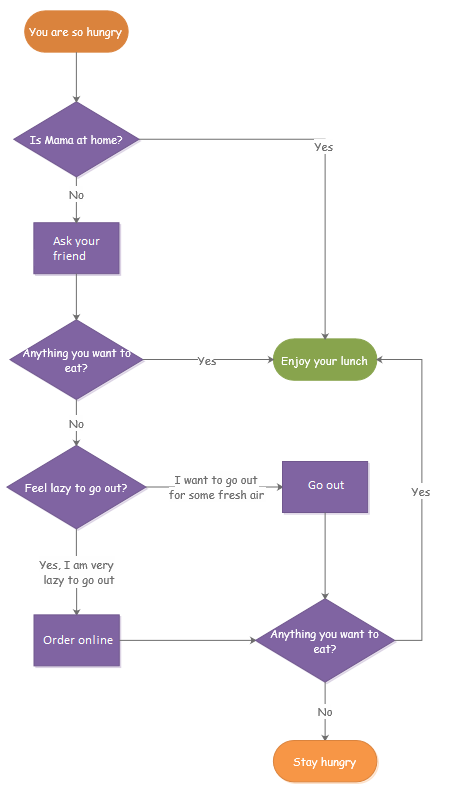 You are so hungry
Is Mama at home?
Yes
No
Ask your
friend
Anything you want to
eat?
Yes
Enjoy your lunch
No
Feel lazy to go out?
I want to go out
for some fresh air
Go out
Yes
Yes, I am very
lazy to go out
Order online
Anything you want to
eat?
No
Stay hungry